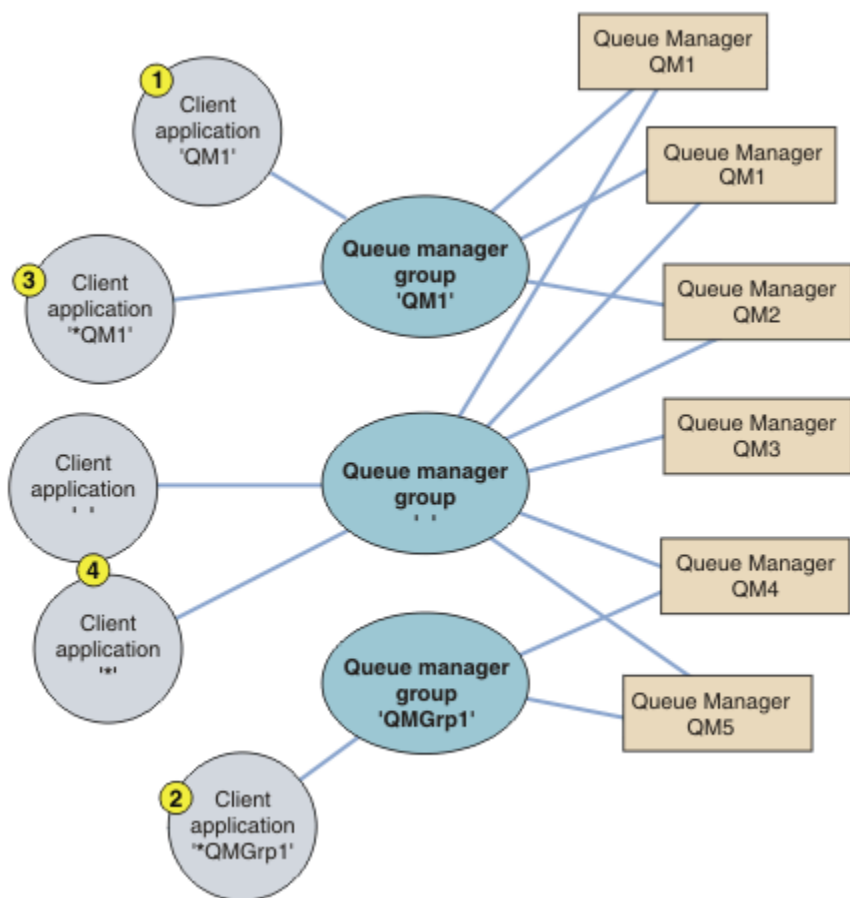 1
Client
application
'QM1'
3
Client
application
'*QM1'
Client
application
' '
4
Client
application
'*'
2
Client
application
'*QMGrp1'
Queue manager
group
'QM1'
Queue manager
group
' '
Queue manager
group
'QMGrp1'
Queue Manager
QM1
Queue Manager
QM1
Queue Manager
QM2
Queue Manager
QM3
Queue Manager
QM4
Queue Manager
QM5